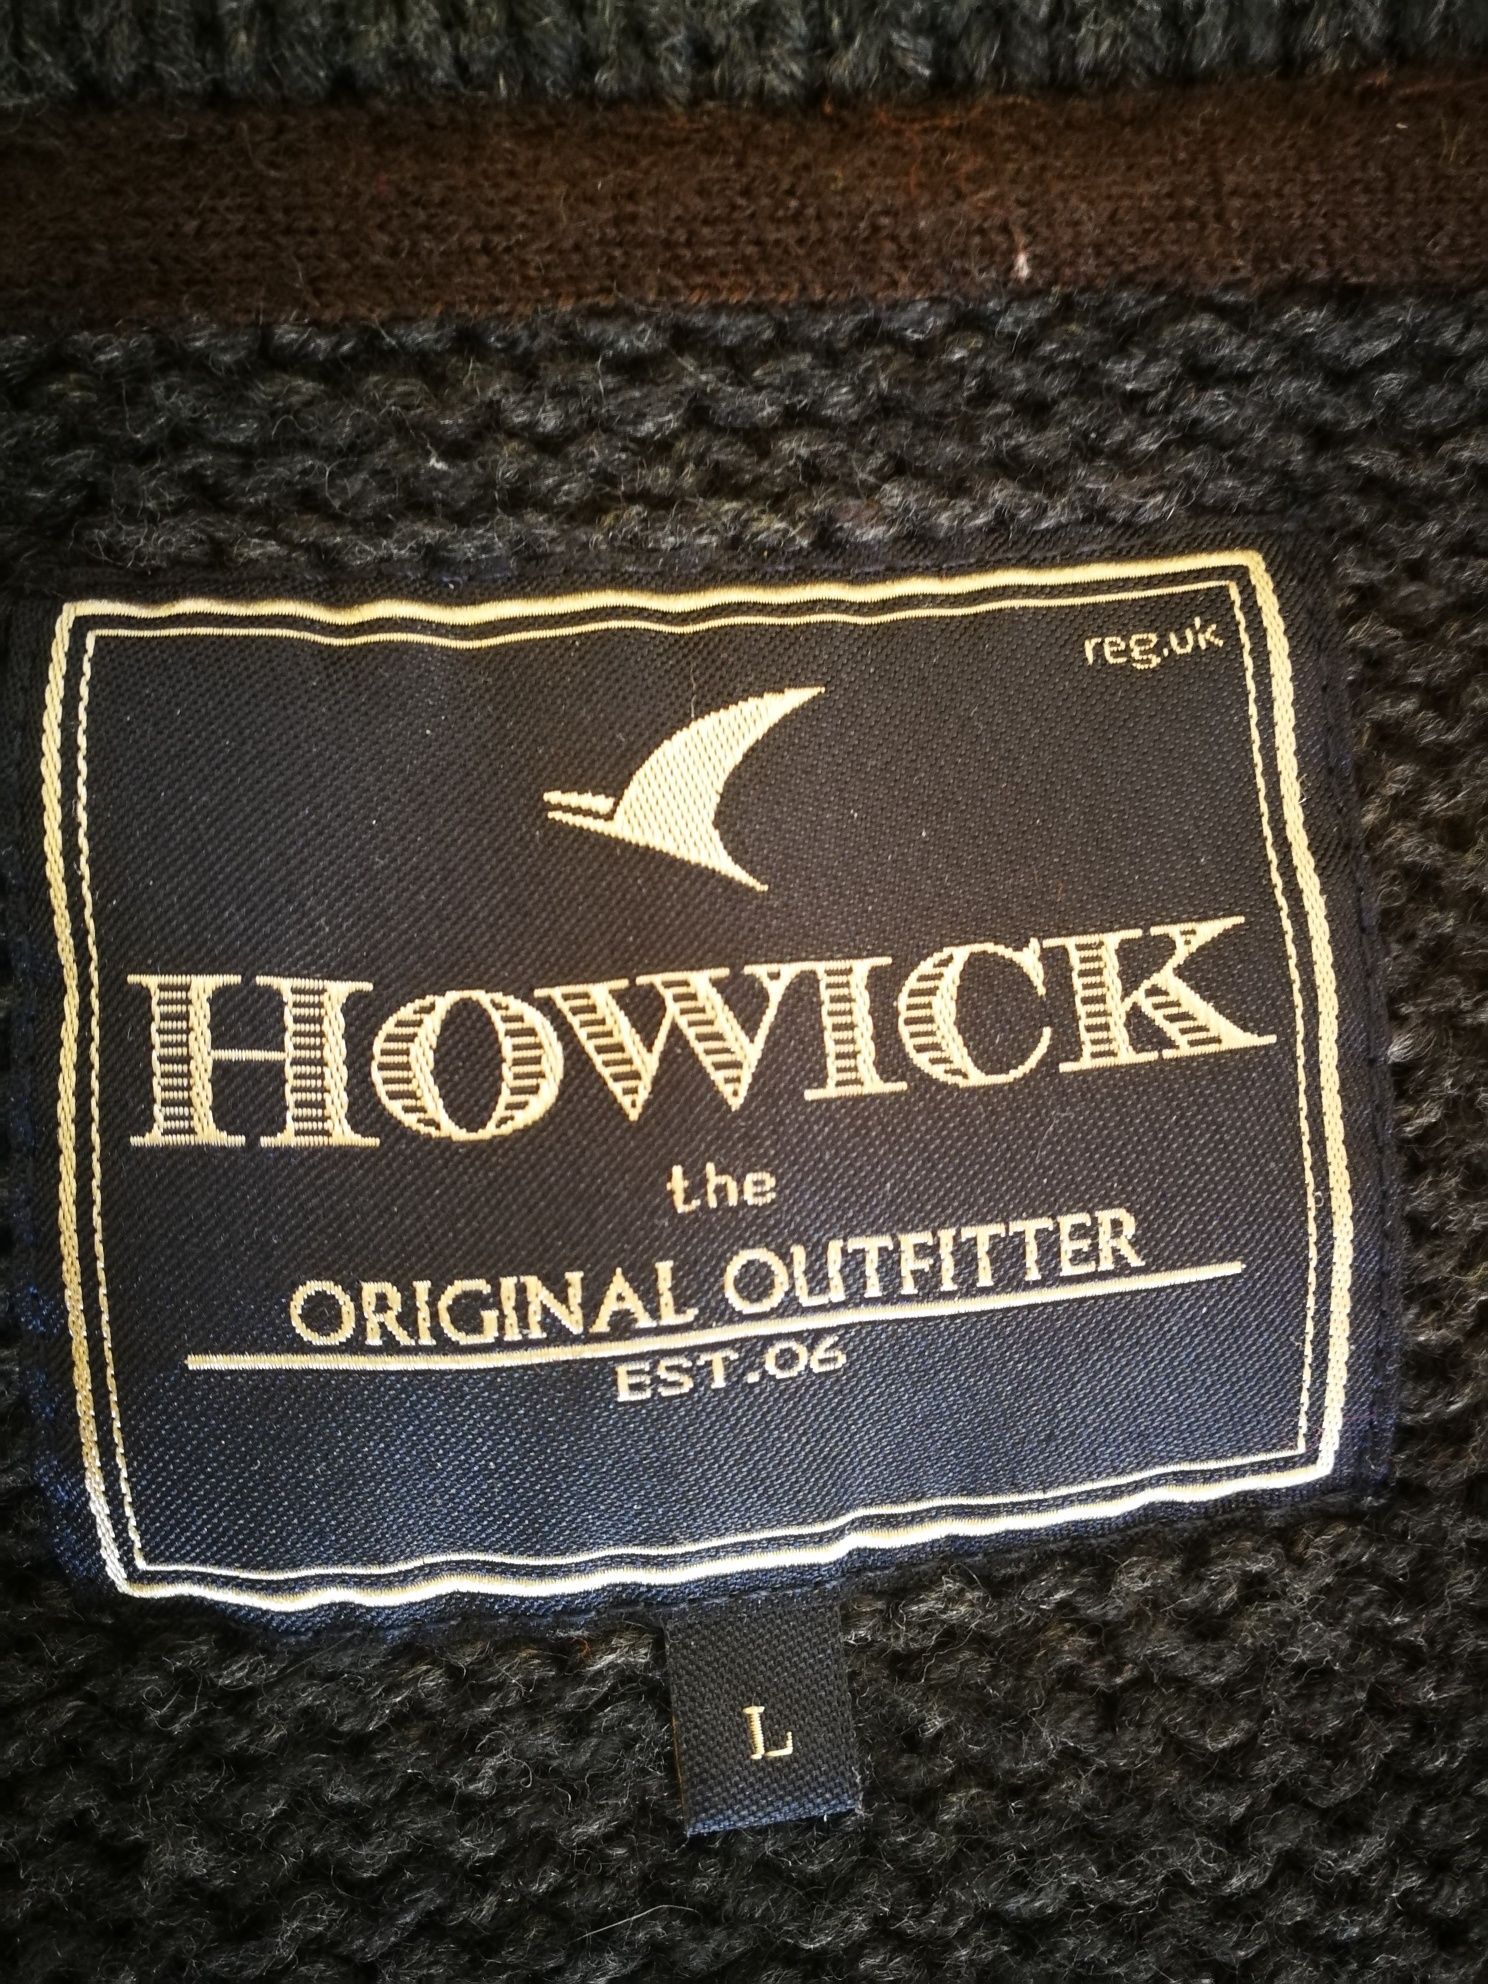 reg.uk
HOWICK
the
ORIGINAL OUTFITTER
EST.06
L